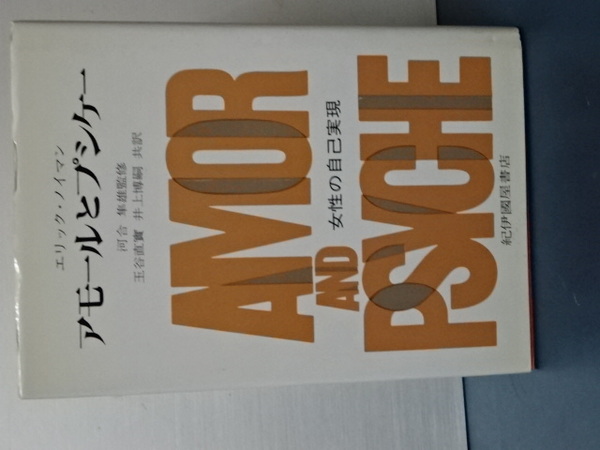 エリック・ノイマン
アモールとプシケー
河合隼雄監修
玉谷直實 井上博嗣 共訳
AMOR
AND
PSYCHE
女性の自己実現
紀伊國屋書店